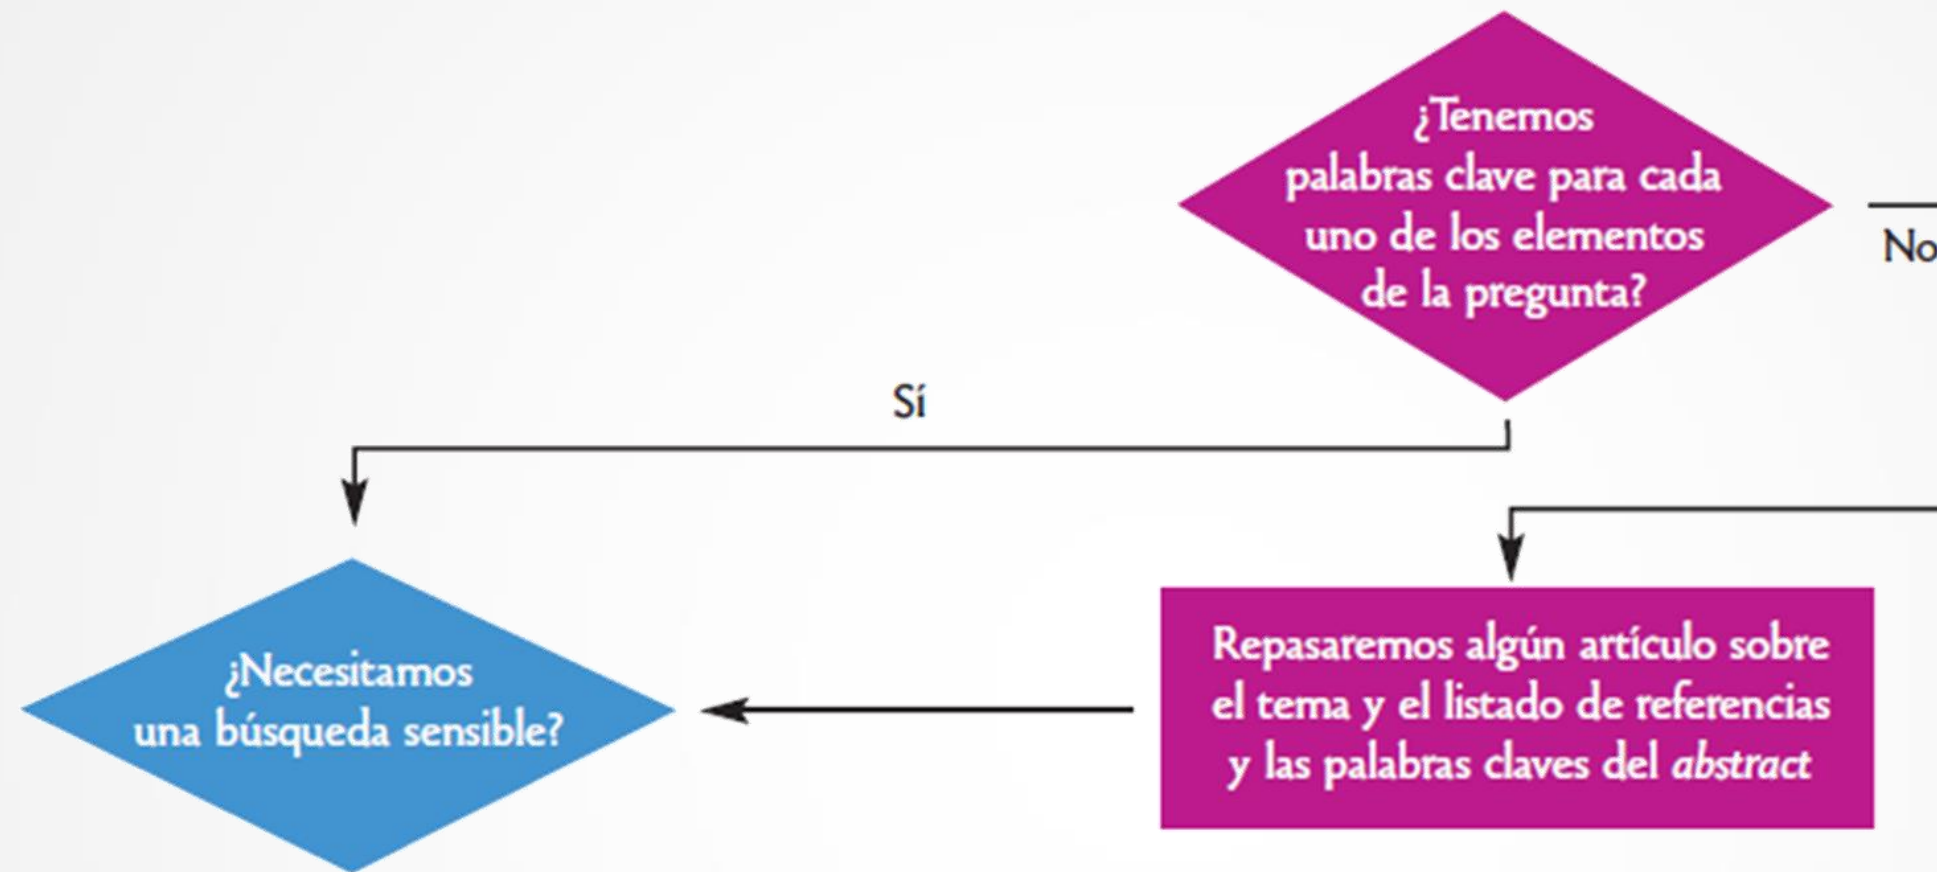 ¿Tenemos
palabras clave para cada
uno de los elementos
de la pregunta?
No
Sí
¿Necesitamos
una búsqueda sensible?
Repasaremos algún artículo sobre
el tema y el listado de referencias
y las palabras claves del abstract